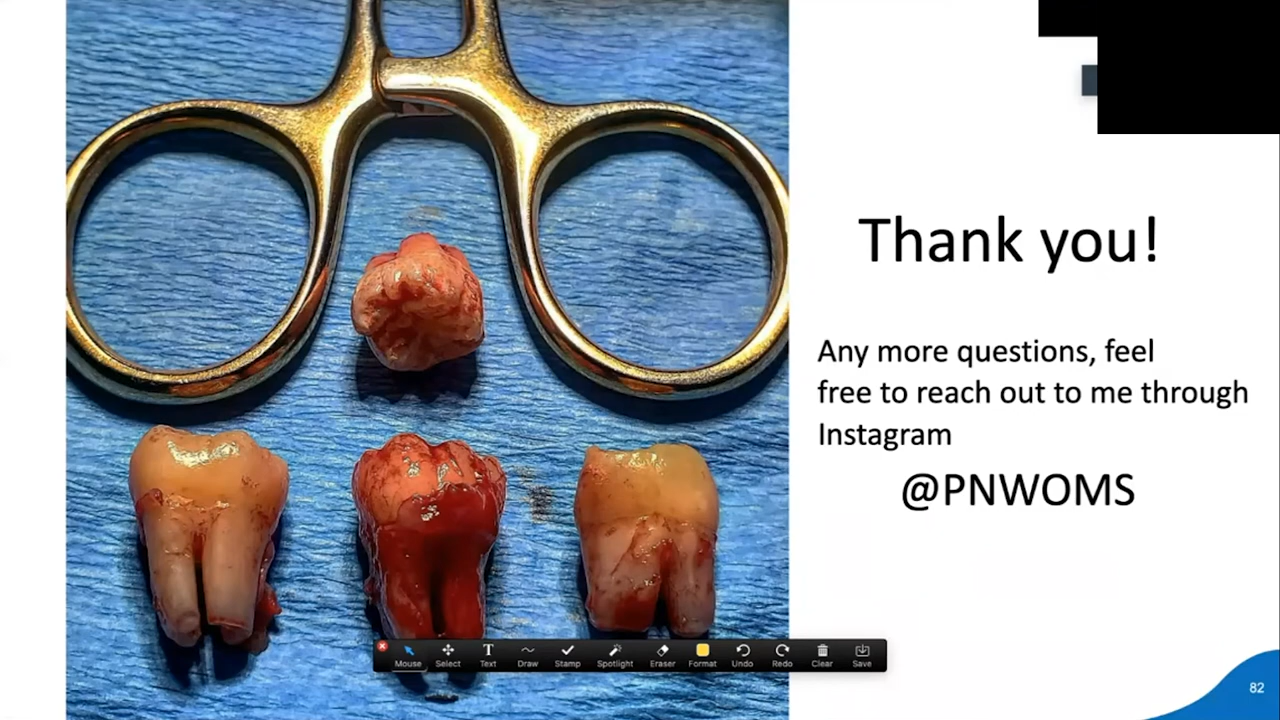 Thank you!
Any more questions, feel
free to reach out to me through
Instagram
@PNWOMS
Mouse Select Text Draw Stamp Spotlight Eraser Format Undo Redo Clear Save
82